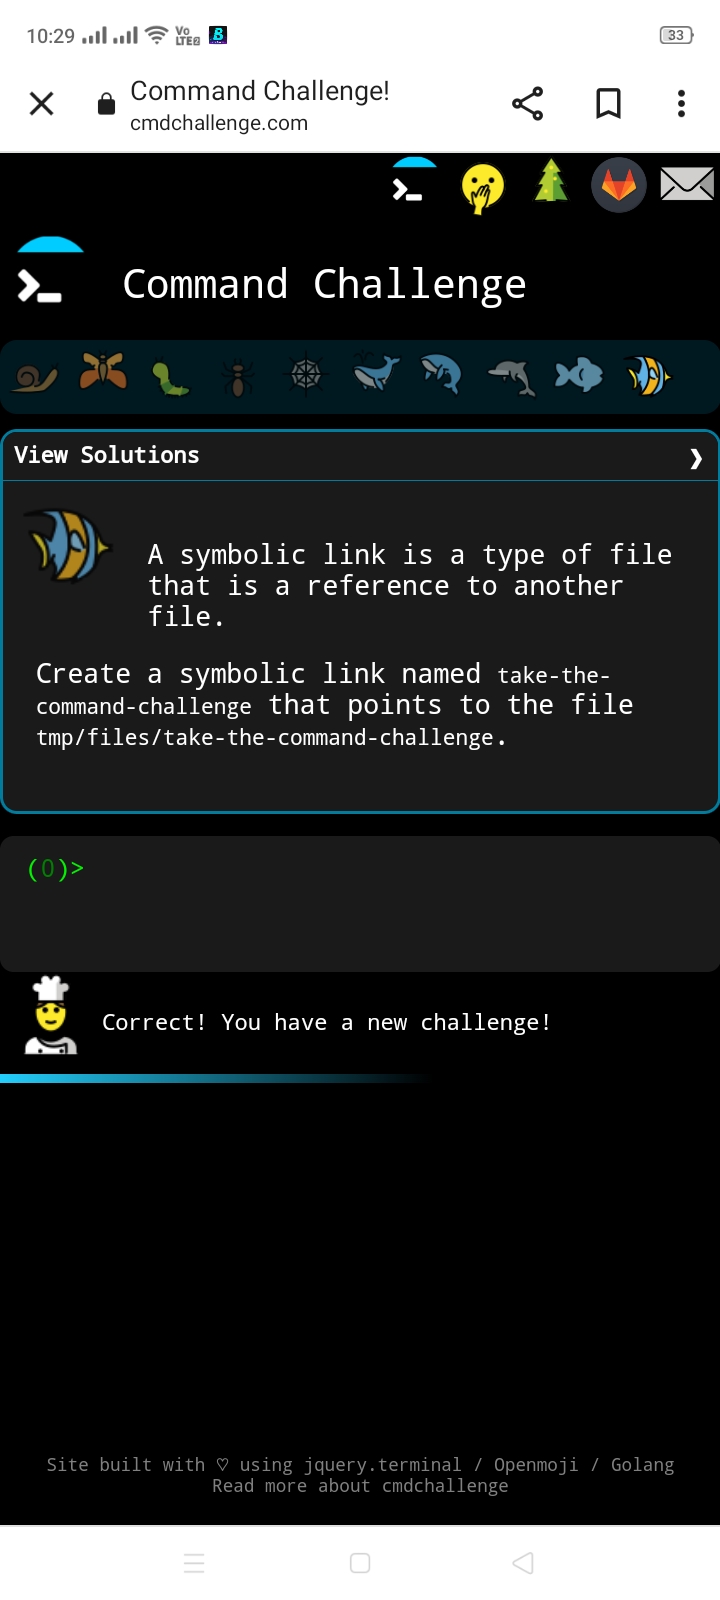 10:29
Vo
LTE2
B
33
Command Challenge!
cmdchallenge.com
Command Challenge
View Solutions
A symbolic link is a type of file
that is a reference to another
file.
Create a symbolic link named take-the-
command-challenge that points to the file
tmp/files/take-the-command-challenge.
(0)>
Correct! You have a new challenge!
Site built with ♡ using jquery.terminal / Openmoji / Golang
Read more about cmdchallenge